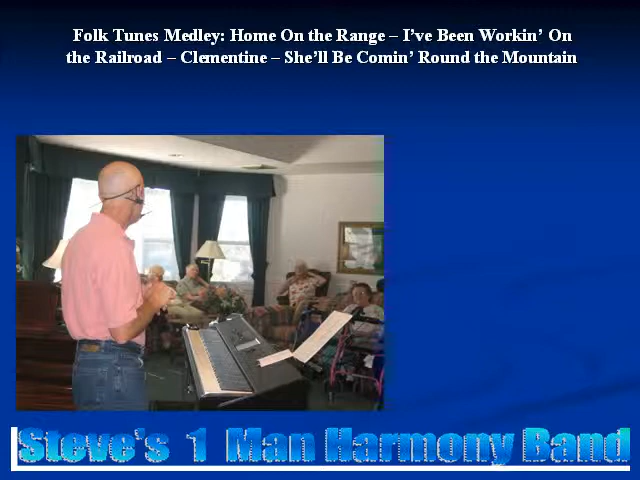 Folk Tunes Medley: Home On the Range – I’ve Been Workin’ On
the Railroad – Clementine – She’ll Be Comin’ Round the Mountain
Steve's 1 Man Harmony Band